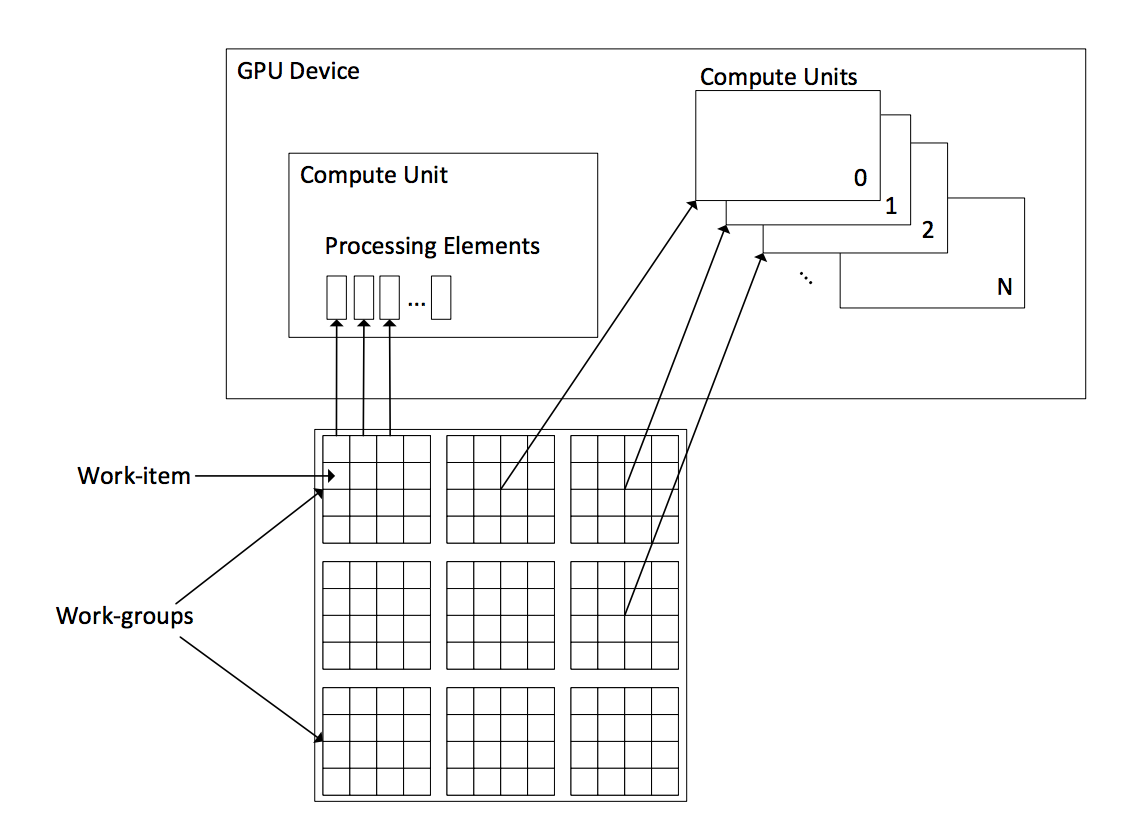 GPU Device
Compute Units
Compute Unit
0
1
2
Processing Elements
...
...
N
Work-item
Work-groups